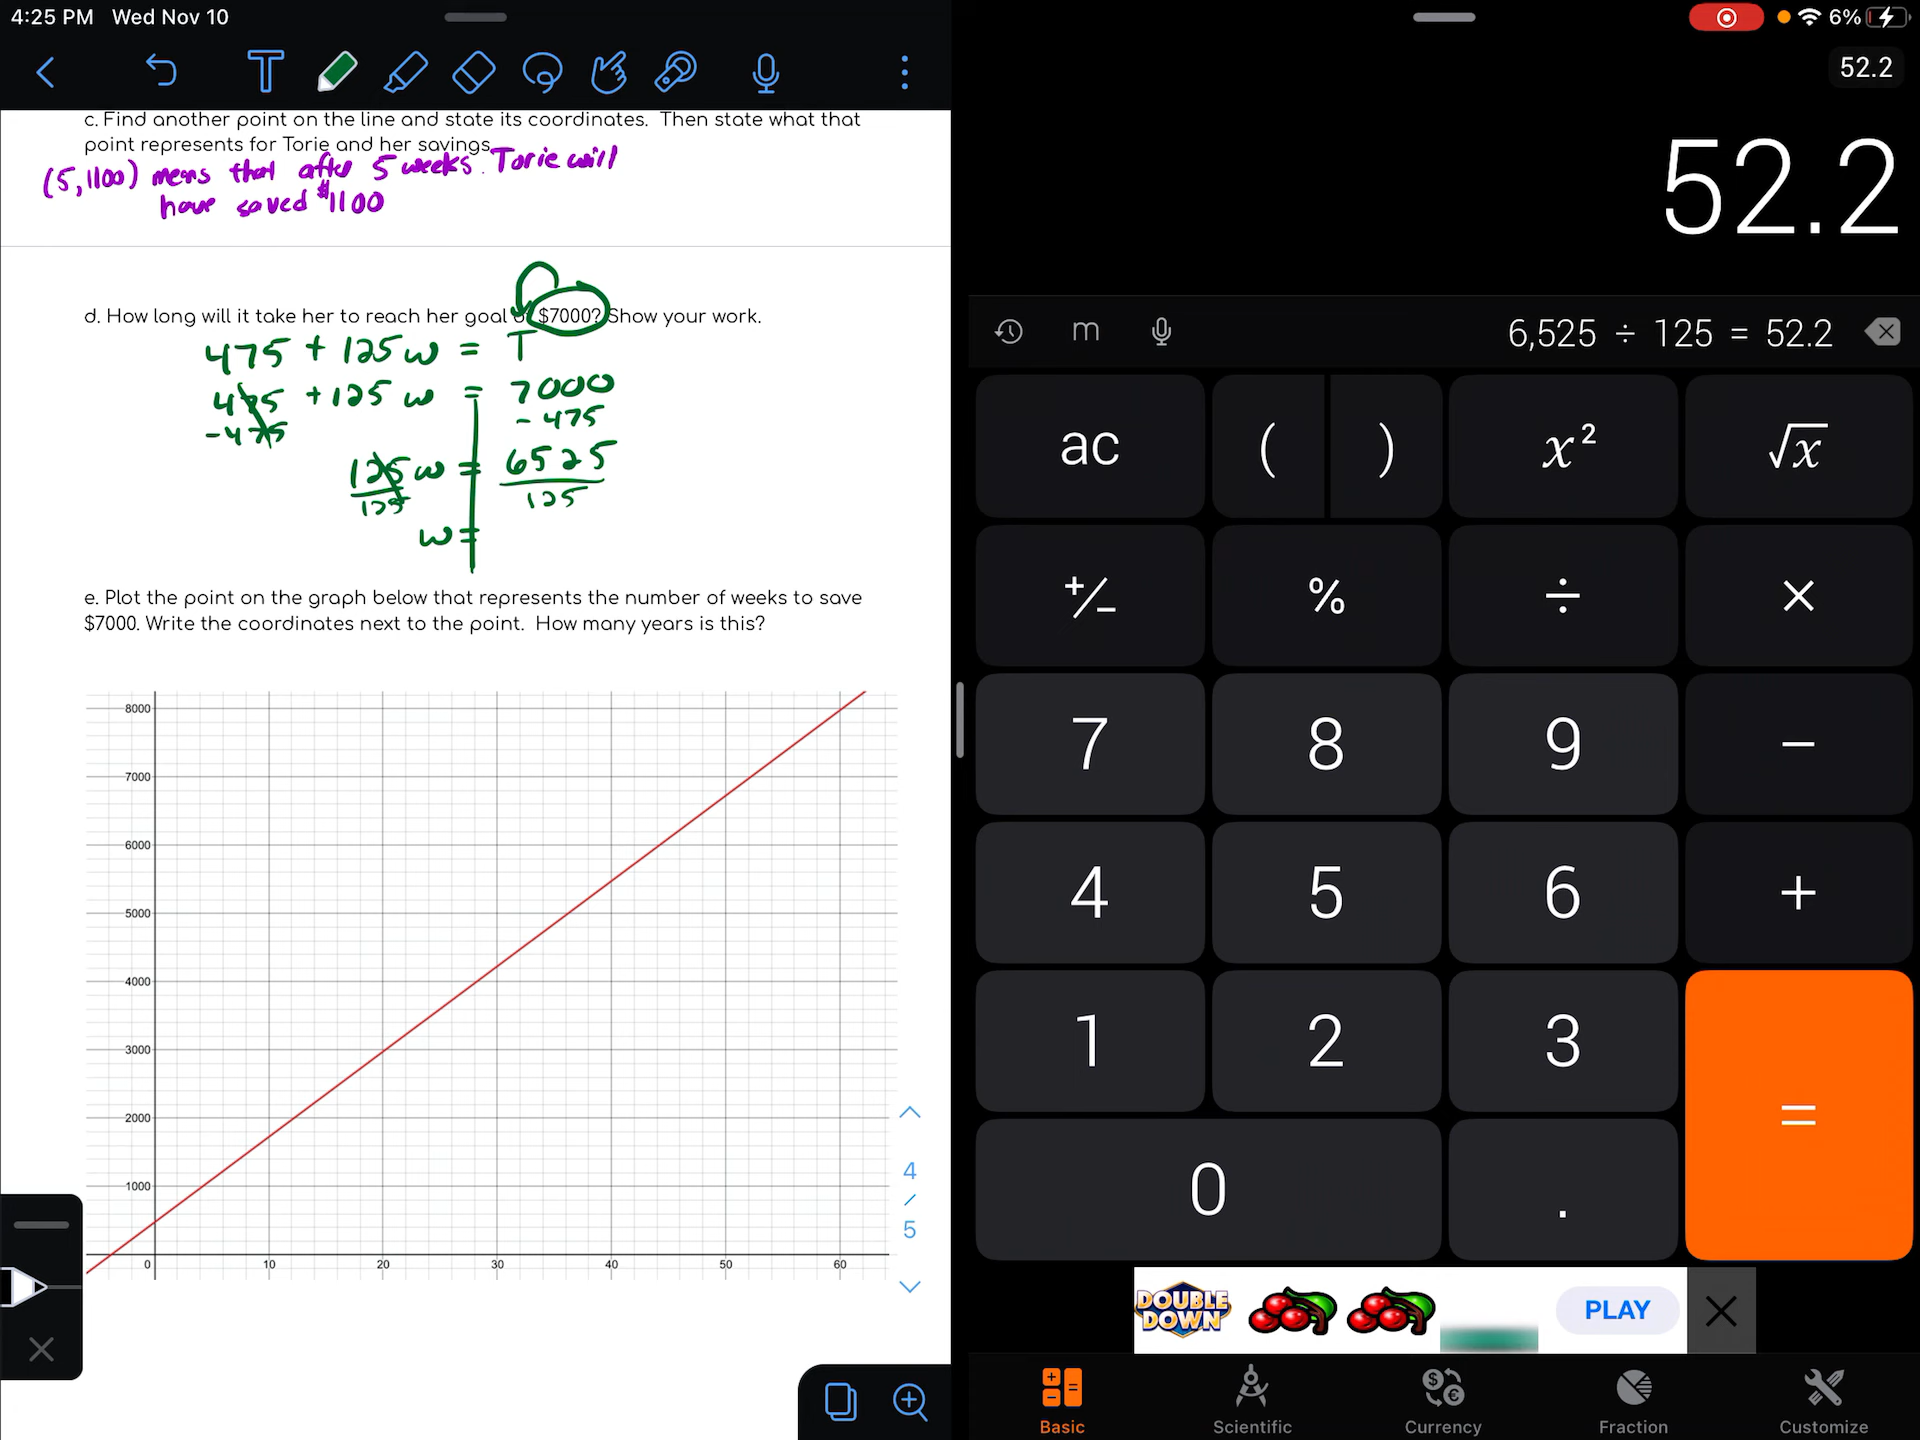 4:25 PM Wed Nov 10
6%
T
52.2
c. Find another point on the line and state its coordinates. Then state what that
point represents for Torie and her savings.
(5,1100) means that after 5 weeks. Torie will
have saved $1100
52.2
d. How long will it take her to reach her goal of $7000? Show your work.
475 + 125w = T
475 + 125 w = 7000
-475 - 475
125w = 6525
125 125
w =
e. Plot the point on the graph below that represents the number of weeks to save
$7000. Write the coordinates next to the point. How many years is this?
8000
7000
6000
5000
4000
3000
2000
1000
0 10 20 30 40 50 60
4
/
5
m 6,525 ÷ 125 = 52.2
ac ( ) x² √x
+/− % ÷ ×
7 8 9 −
4 5 6 +
1 2 3 =
0 .
DOUBLE
DOWN
PLAY
Basic Scientific Currency Fraction Customize